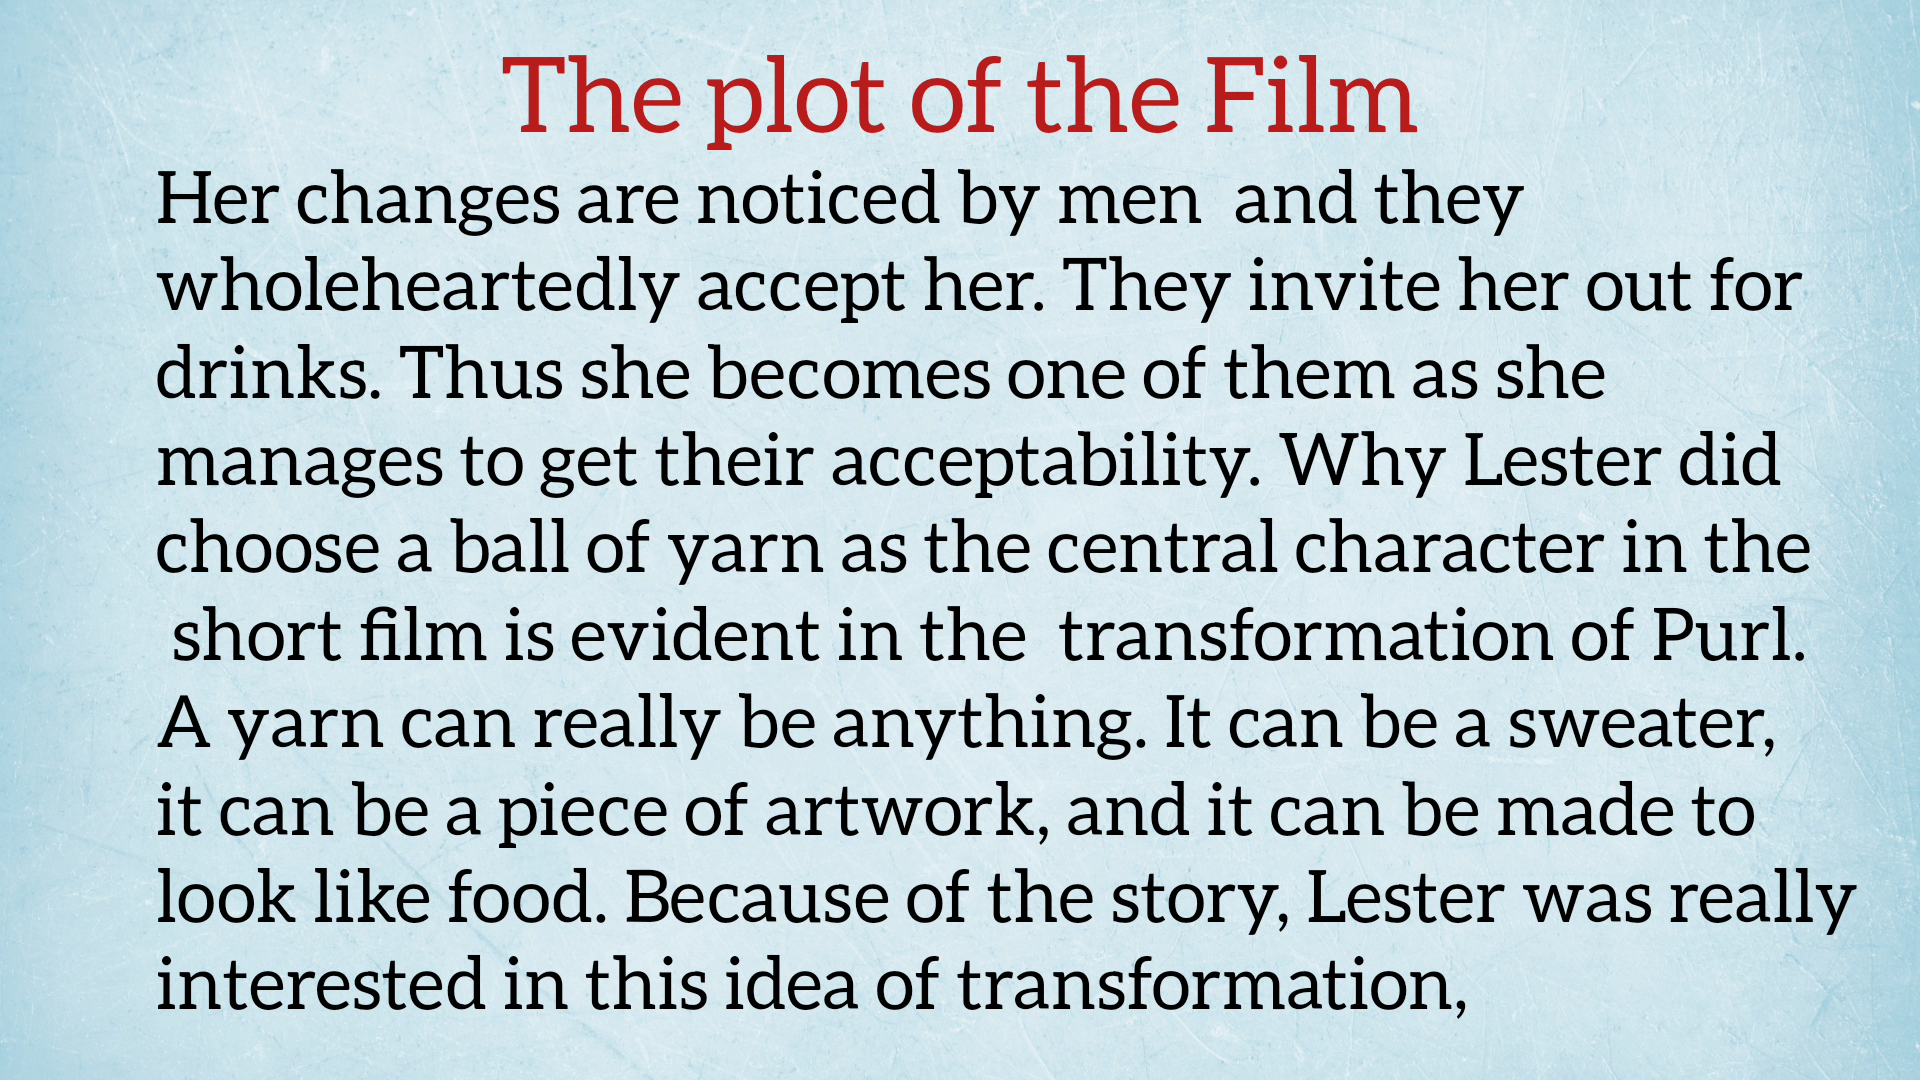 The plot of the Film
Her changes are noticed by men  and they
wholeheartedly accept her. They invite her out for
drinks. Thus she becomes one of them as she
manages to get their acceptability. Why Lester did
choose a ball of yarn as the central character in the
short film is evident in the  transformation of Purl.
A yarn can really be anything. It can be a sweater,
it can be a piece of artwork, and it can be made to
look like food. Because of the story, Lester was really
interested in this idea of transformation,